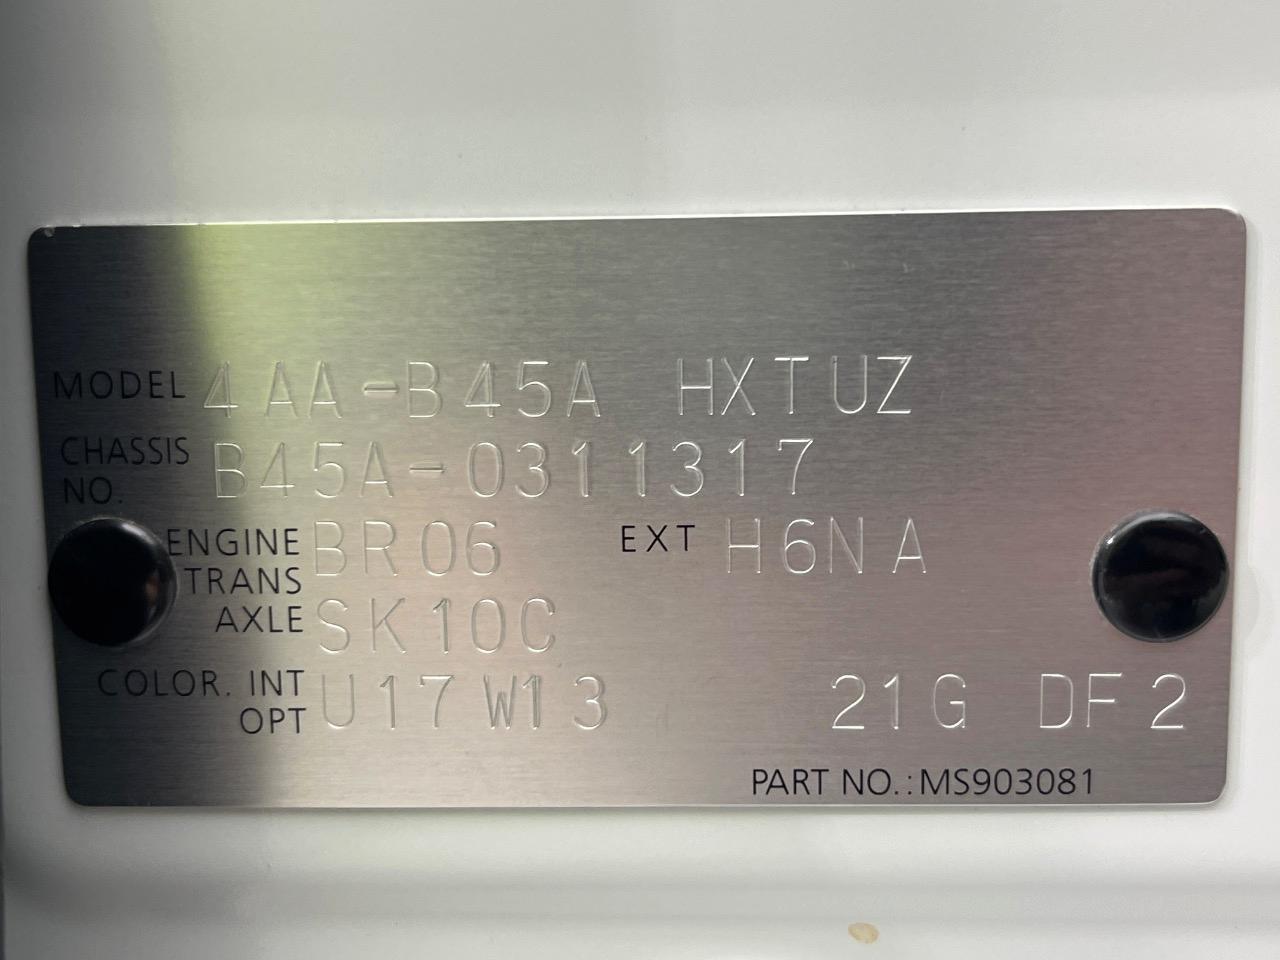 MODEL 4AA-B45A HXTUZ
CHASSIS NO. B45A-0311317
ENGINE BR06 EXT H6NA
TRANS AXLE SK10C
COLOR. INT OPT U17 W13 21G DF2
PART NO.:MS903081